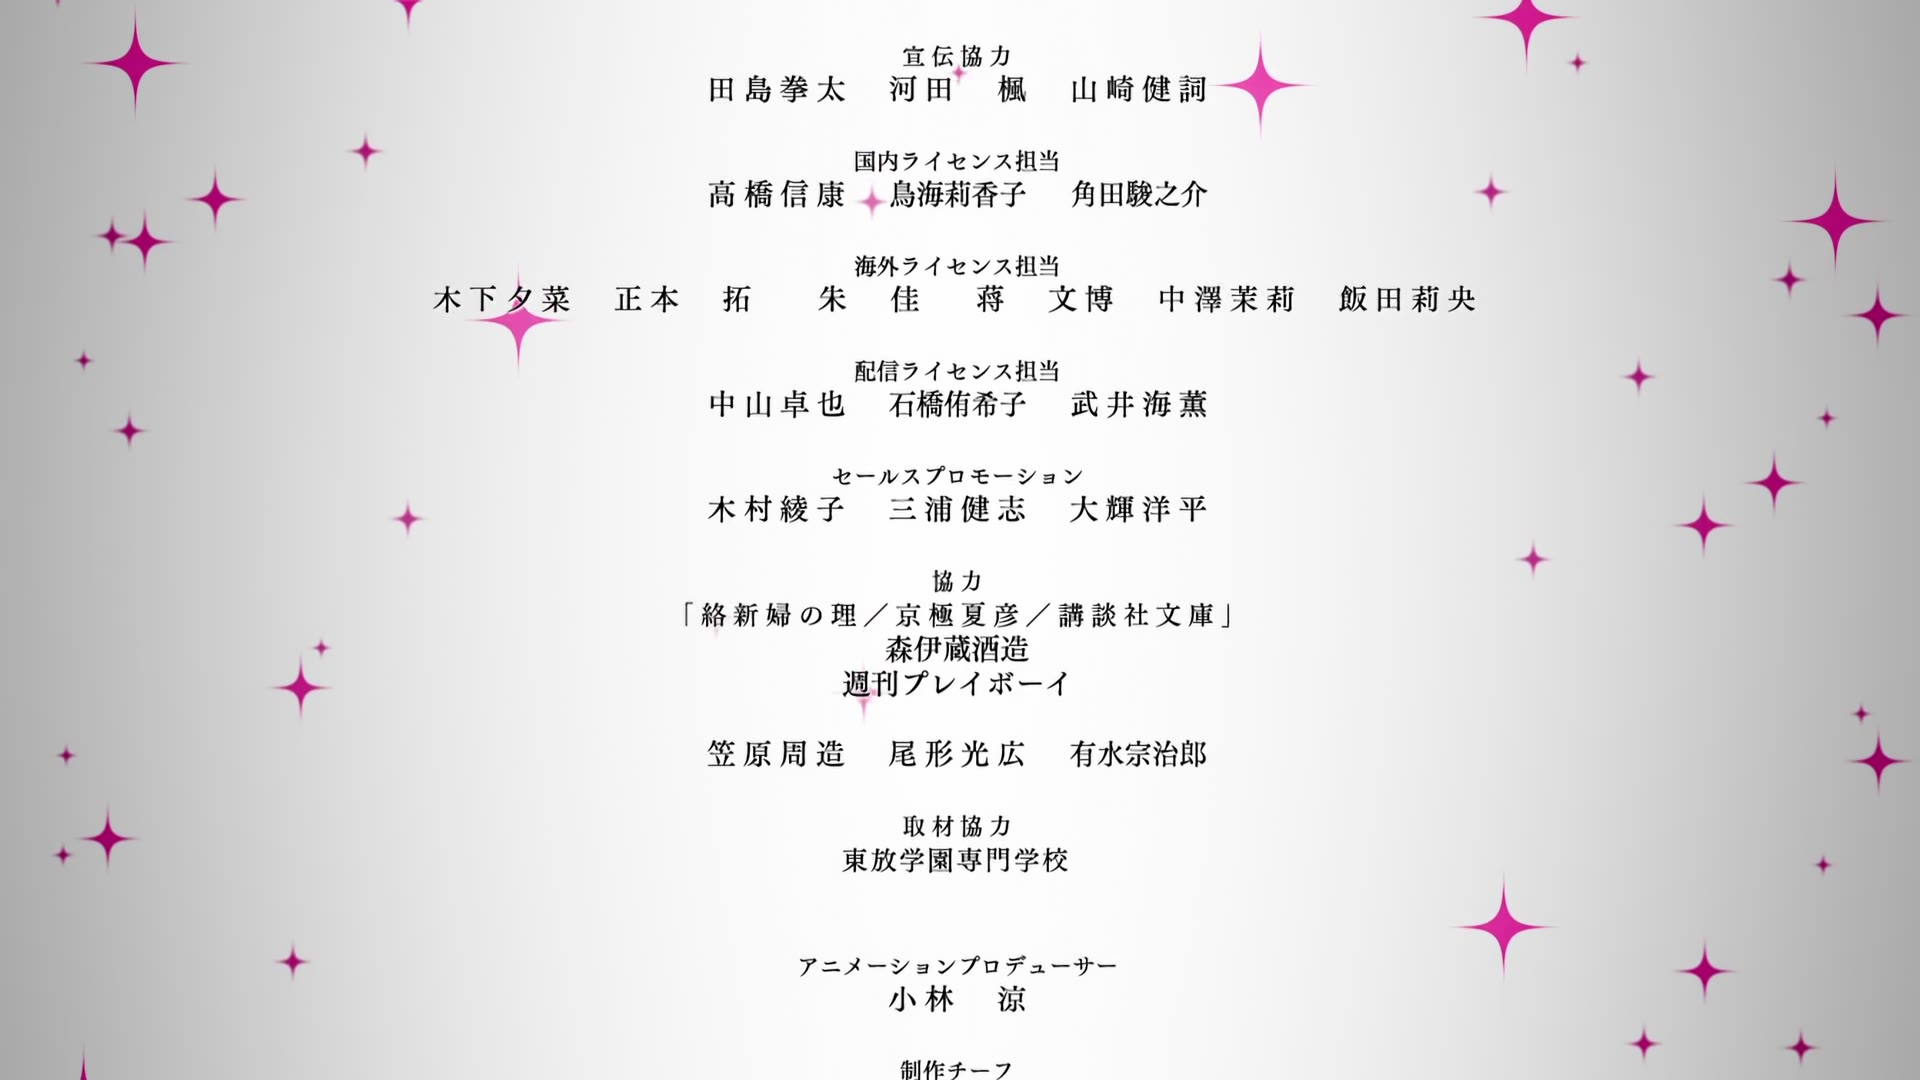 宣伝協力
田島拳太 河田 楓 山崎健詞
国内ライセンス担当
高橋信康 鳥海莉香子 角田駿之介
海外ライセンス担当
木下夕菜 正本 拓 朱 佳 蒋 文博 中澤茉莉 飯田莉央
配信ライセンス担当
中山卓也 石橋侑希子 武井海薫
セールスプロモーション
木村綾子 三浦健志 大輝洋平
協力
「絡新婦の理／京極夏彦／講談社文庫」
森伊蔵酒造
週刊プレイボーイ
笠原周造 尾形光広 有水宗治郎
取材協力
東放学園専門学校
アニメーションプロデューサー
小林 涼
制作チーフ